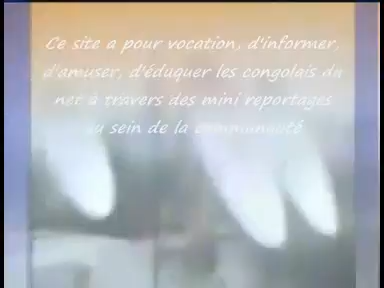 Ce site a pour vocation, d'informer,
d'amuser, d'éduquer les congolais du
net à travers des mini reportages
au sein de la communauté